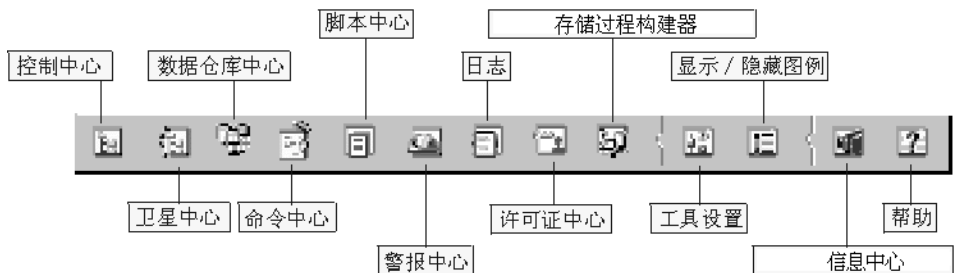 脚本中心
存储过程构建器
控制中心
数据仓库中心
日志
显示 / 隐藏图例
卫星中心
命令中心
许可证中心
工具设置
帮助
警报中心
信息中心